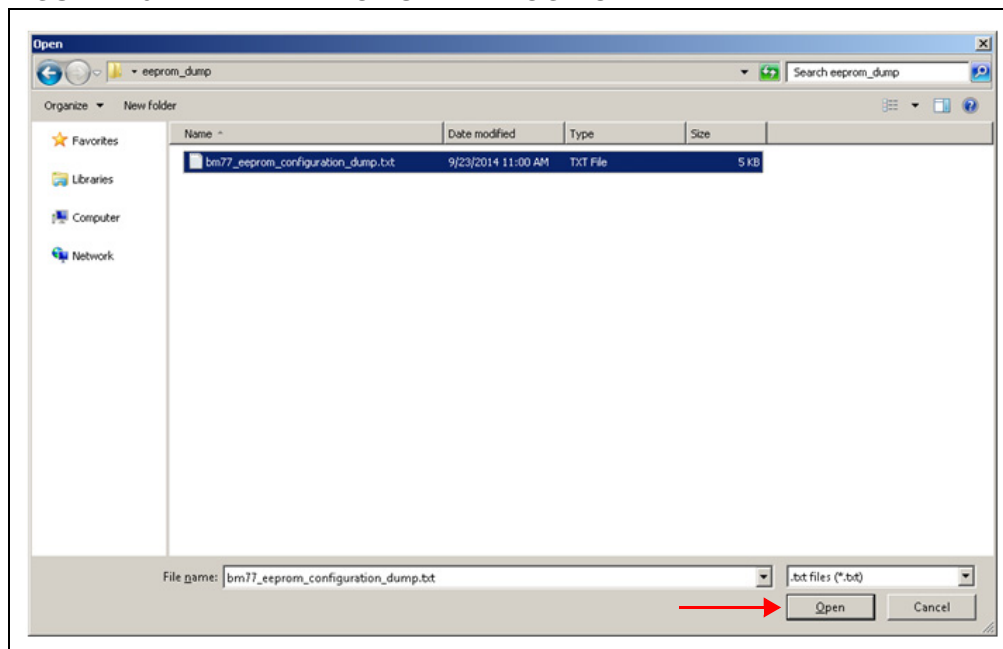 Open
eeprom_dump
Search eeprom_dump
Organize
New folder
Name
Date modified
Type
Size
Favorites
bm77_eeprom_configuration_dump.txt
9/23/2014 11:00 AM
TXT File
5 KB
Libraries
Computer
Network
File name: bm77_eeprom_configuration_dump.txt
.txt files (*.txt)
Open
Cancel